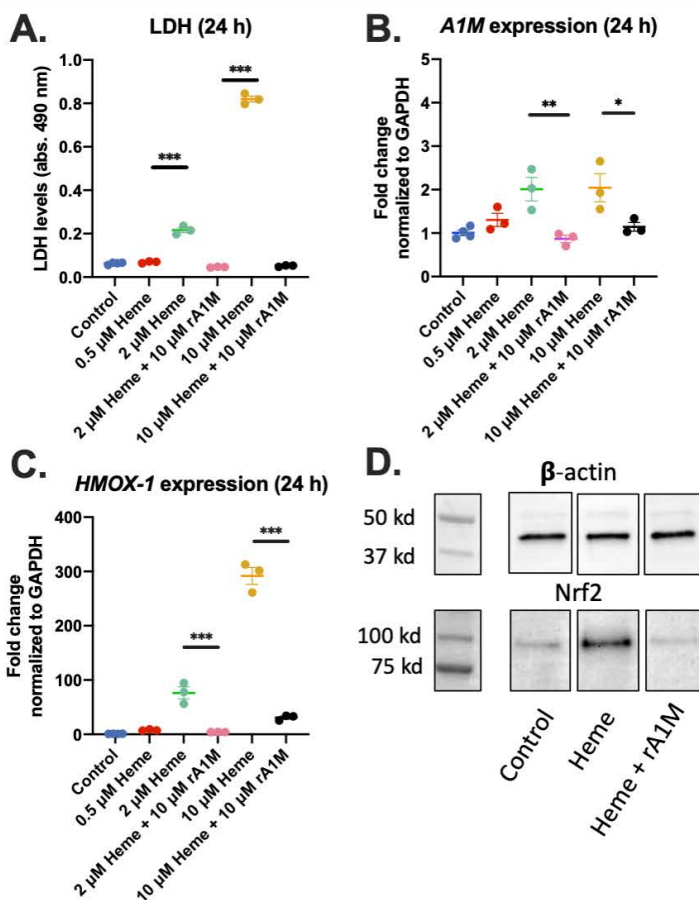 A.
LDH (24 h)
LDH levels (abs. 490 nm)
1.0
0.8
0.6
0.4
0.2
0.0
***
***
Control
0.5 µM Heme
2 µM Heme
2 µM Heme + 10 µM rA1M
10 µM Heme
10 µM Heme + 10 µM rA1M
B.
A1M expression (24 h)
Fold change
normalized to GAPDH
5
4
3
2
1
0
**
*
Control
0.5 µM Heme
2 µM Heme
2 µM Heme + 10 µM rA1M
10 µM Heme
10 µM Heme + 10 µM rA1M
C.
HMOX-1 expression (24 h)
Fold change
normalized to GAPDH
400
300
200
100
0
***
***
Control
0.5 µM Heme
2 µM Heme
2 µM Heme + 10 µM rA1M
10 µM Heme
10 µM Heme + 10 µM rA1M
D.
β-actin
50 kd
37 kd
Nrf2
100 kd
75 kd
Control
Heme
Heme + rA1M